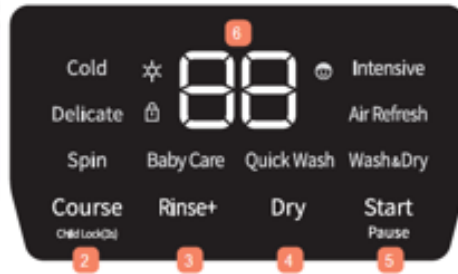 6
Cold 88 Intensive
Delicate Air Refresh
Spin Baby Care Quick Wash Wash&Dry
Course Rinse+ Dry Start
Child Lock(3s) Pause
2 3 4 5